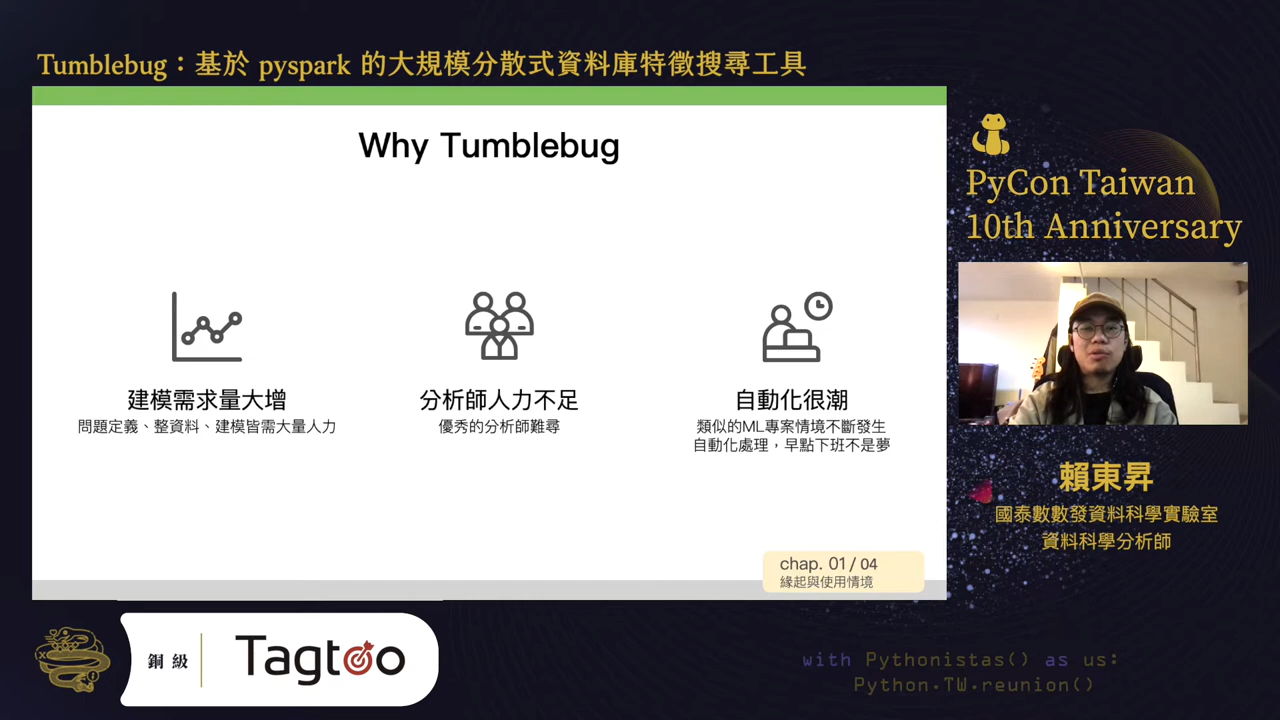 Tumblebug：基於 pyspark 的大規模分散式資料庫特徵搜尋工具
Why Tumblebug
建模需求量大增
問題定義、整資料、建模皆需大量人力
分析師人力不足
優秀的分析師難尋
自動化很潮
類似的ML專案情境不斷發生
自動化處理，早點下班不是夢
chap. 01 / 04
緣起與使用情境
PyCon Taiwan
10th Anniversary
賴東昇
國泰數數發資料科學實驗室
資料科學分析師
銅級
Tagtoo
with Pythonistas() as us:
Python.TW.reunion()